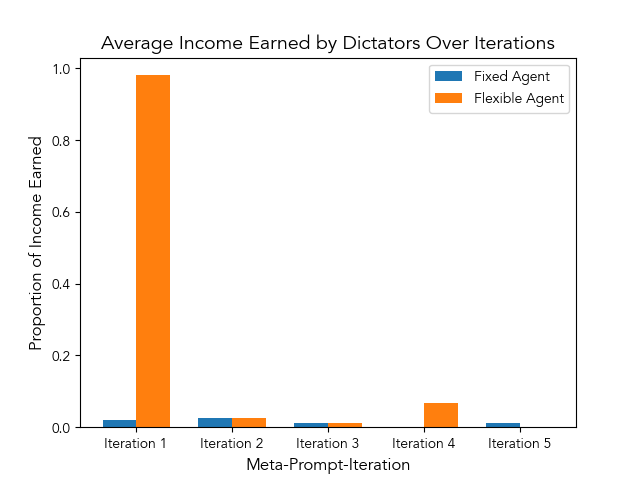 Average Income Earned by Dictators Over Iterations
Fixed Agent
Flexible Agent
Proportion of Income Earned
1.0
0.8
0.6
0.4
0.2
0.0
Iteration 1
Iteration 2
Iteration 3
Iteration 4
Iteration 5
Meta-Prompt-Iteration